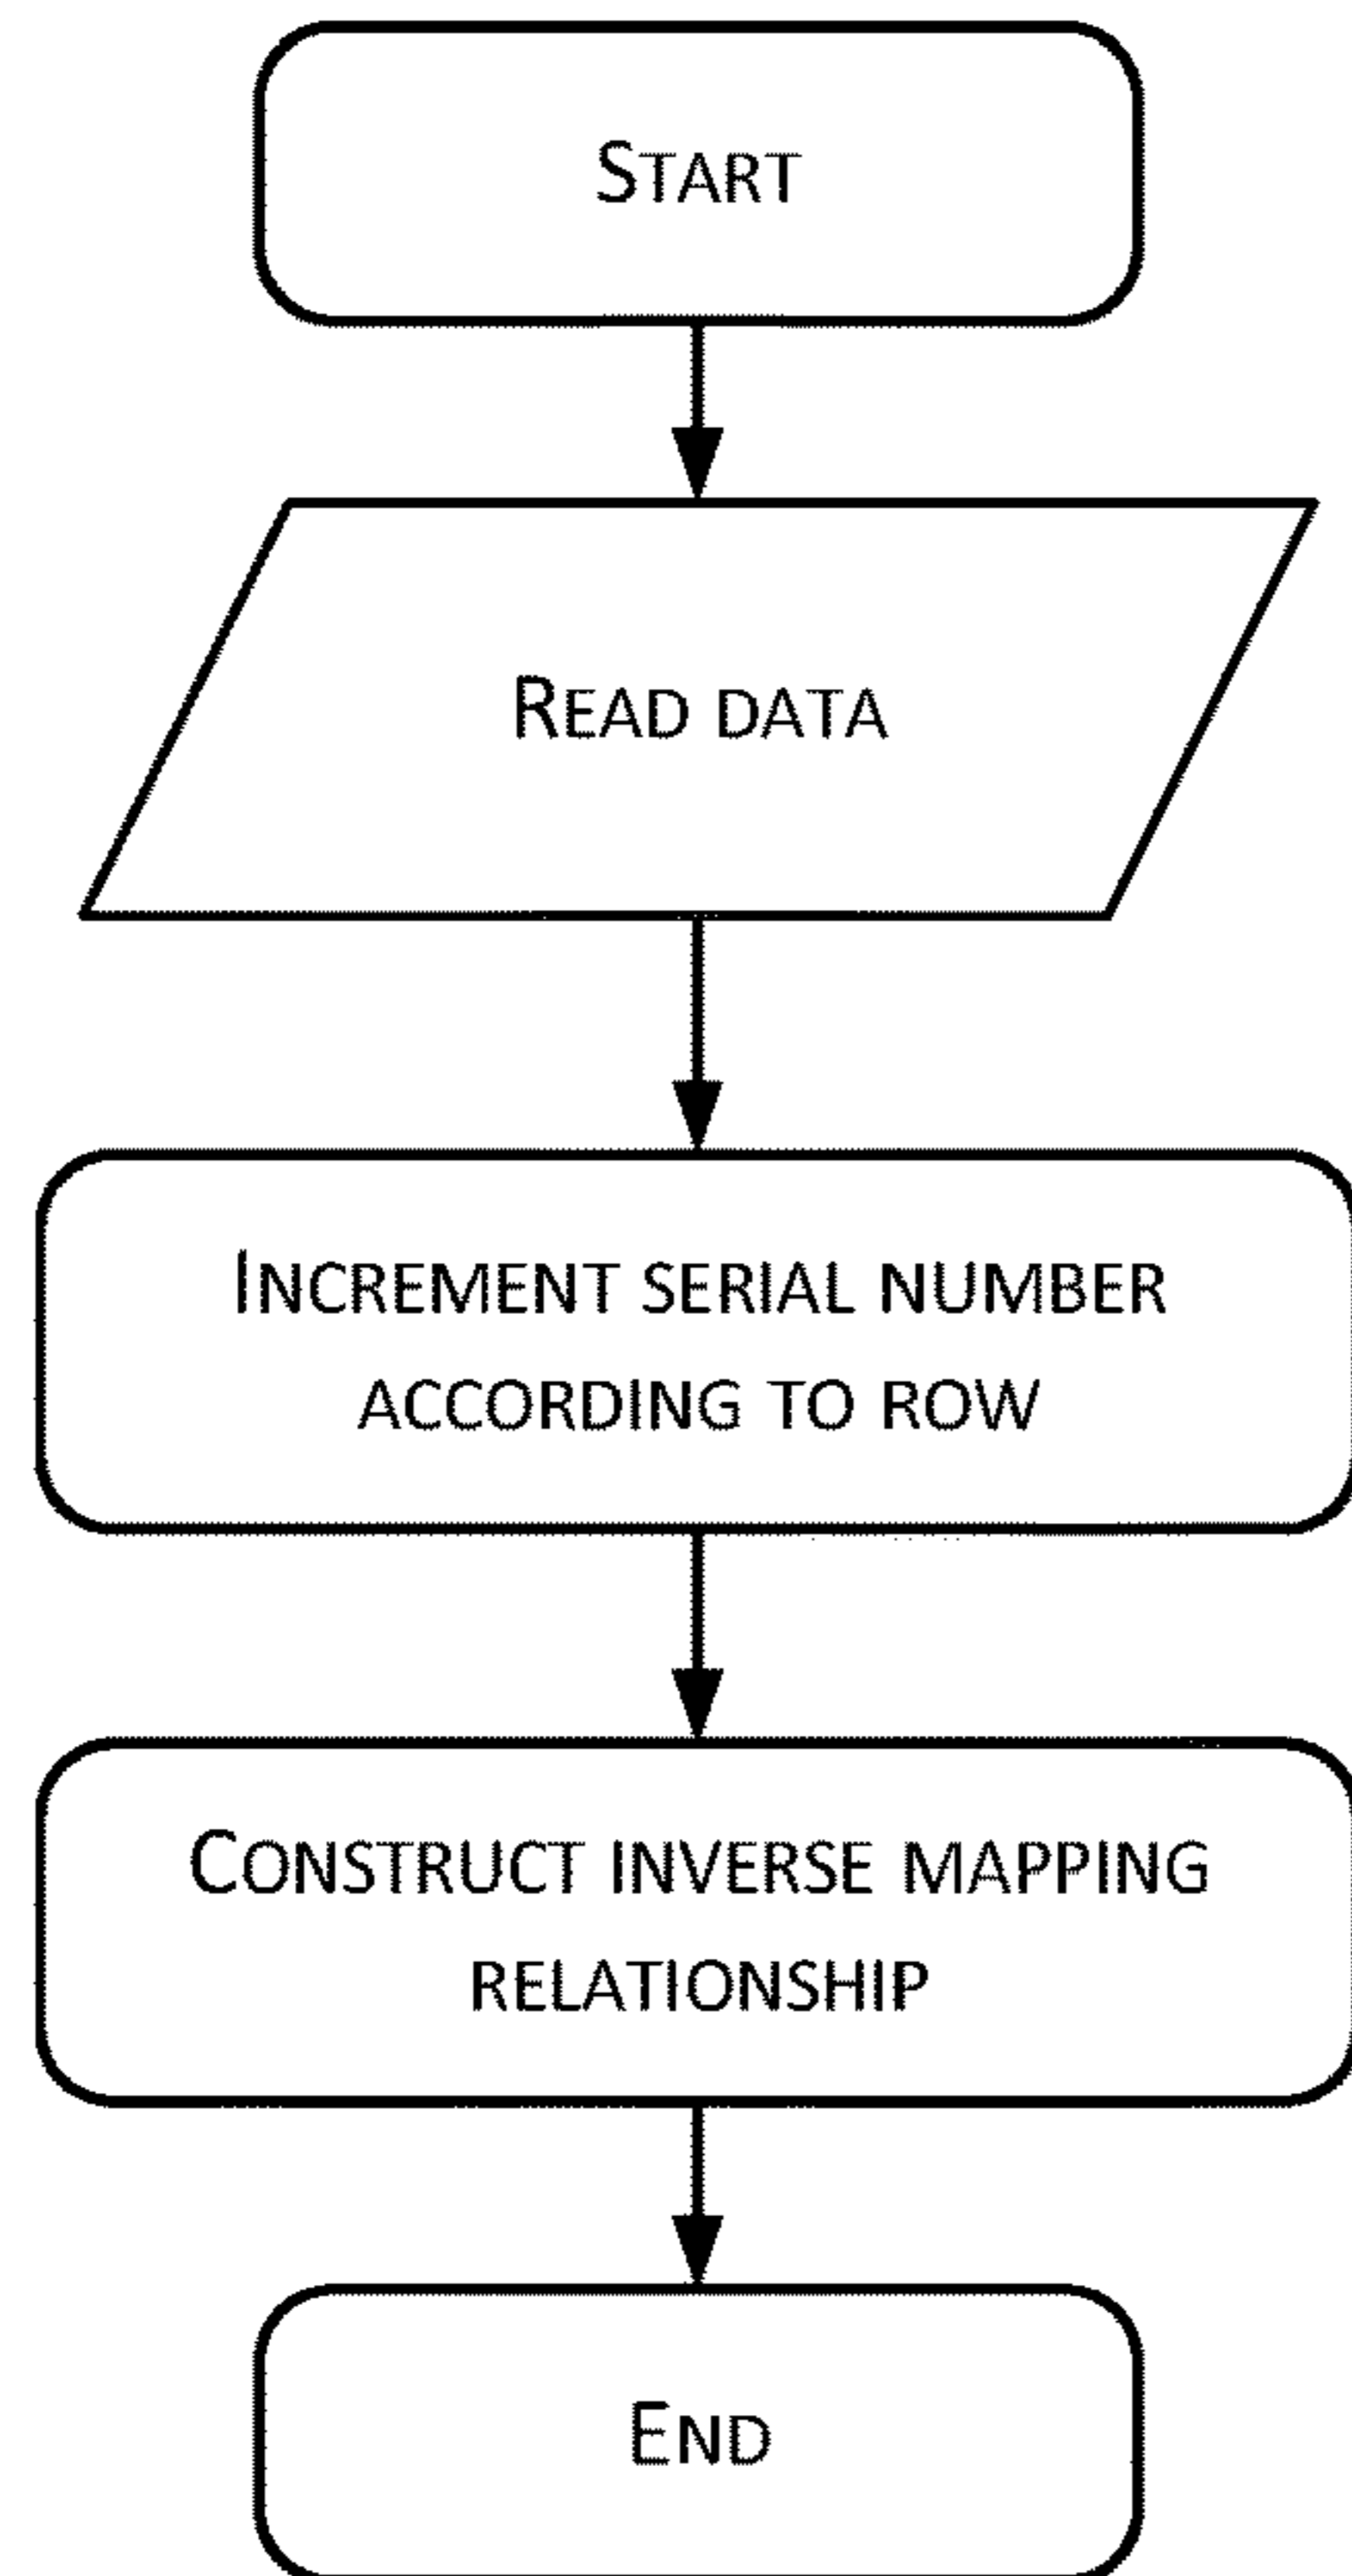 START
READ DATA
INCREMENT SERIAL NUMBER
ACCORDING TO ROW
CONSTRUCT INVERSE MAPPING
RELATIONSHIP
END